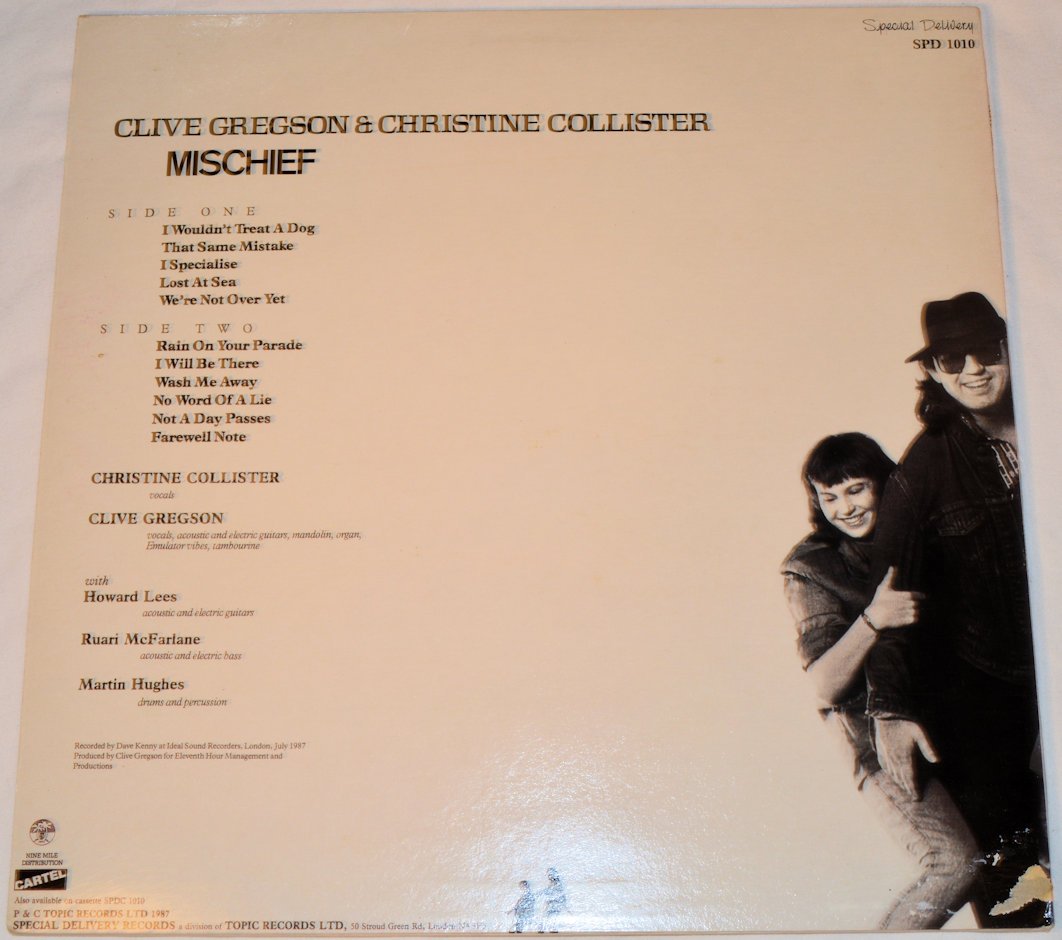 Special Delivery
SPD 1010
CLIVE GREGSON & CHRISTINE COLLISTER
MISCHIEF
SIDE ONE
I Wouldn't Treat A Dog
That Same Mistake
I Specialise
Lost At Sea
We're Not Over Yet
SIDE TWO
Rain On Your Parade
I Will Be There
Wash Me Away
No Word Of A Lie
Not A Day Passes
Farewell Note
CHRISTINE COLLISTER
vocals
CLIVE GREGSON
vocals, acoustic and electric guitars, mandolin, organ,
Emulator vibes, tambourine
with
Howard Lees
acoustic and electric guitars
Ruari McFarlane
acoustic and electric bass
Martin Hughes
drums and percussion
Recorded by Dave Kenny at Ideal Sound Recorders, London, July 1987
Produced by Clive Gregson for Eleventh Hour Management and
Productions
NINE MILE
DISTRIBUTION
CARTEL
Also available on cassette SPDC 1010
P & C TOPIC RECORDS LTD 1987
SPECIAL DELIVERY RECORDS a division of TOPIC RECORDS LTD, 50 Stroud Green Rd, London